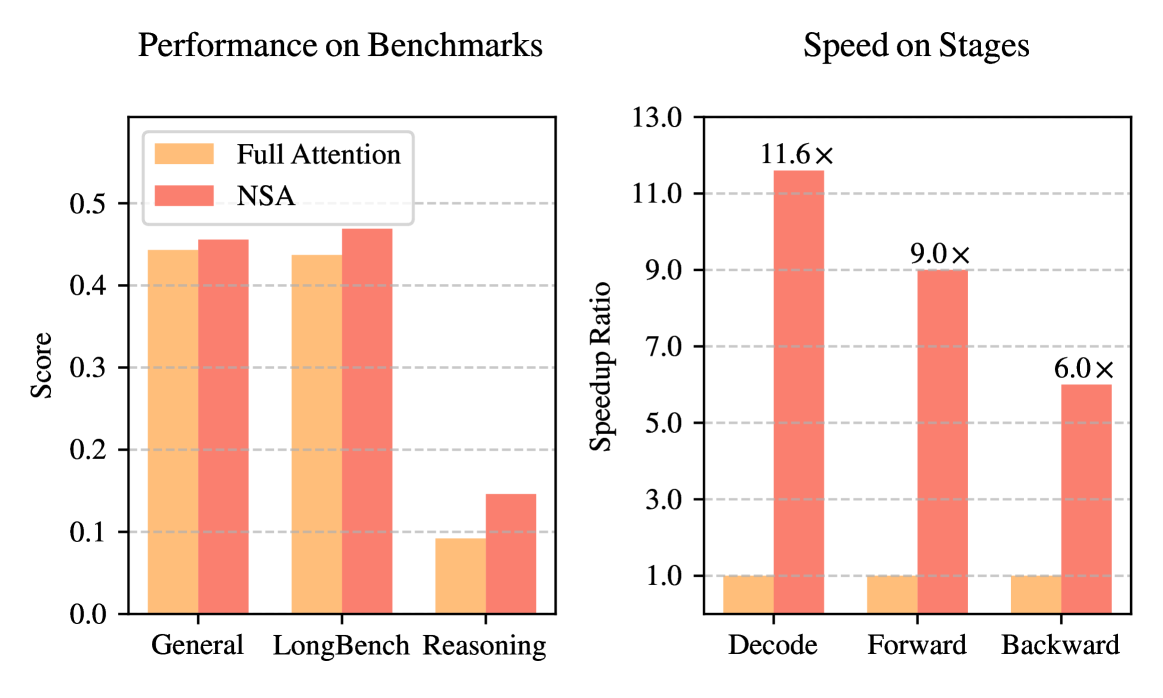 Performance on Benchmarks
Full Attention
NSA
0.5
0.4
0.3
0.2
0.1
0.0
Score
General LongBench Reasoning
Speed on Stages
13.0
11.0
9.0
7.0
5.0
3.0
1.0
Speedup Ratio
11.6×
9.0×
6.0×
Decode Forward Backward